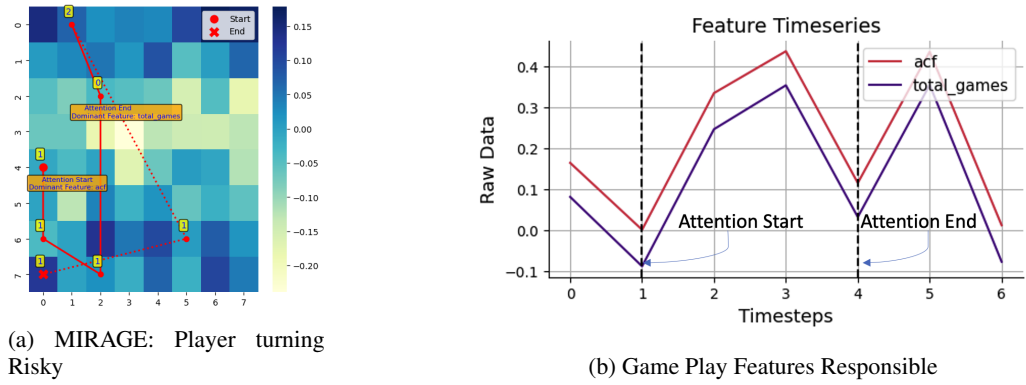 Start
End
2
0
Attention End
Dominant Feature: total_games
1
Attention Start
Dominant Feature: acf
1
1
1
1
0
1
2
3
4
5
6
7
0 1 2 3 4 5 6 7
0.15
0.10
0.05
0.00
−0.05
−0.10
−0.15
−0.20
(a) MIRAGE: Player turning
Risky
Feature Timeseries
acf
total_games
Raw Data
0.4
0.3
0.2
0.1
0.0
−0.1
Attention Start
Attention End
0 1 2 3 4 5 6
Timesteps
(b) Game Play Features Responsible